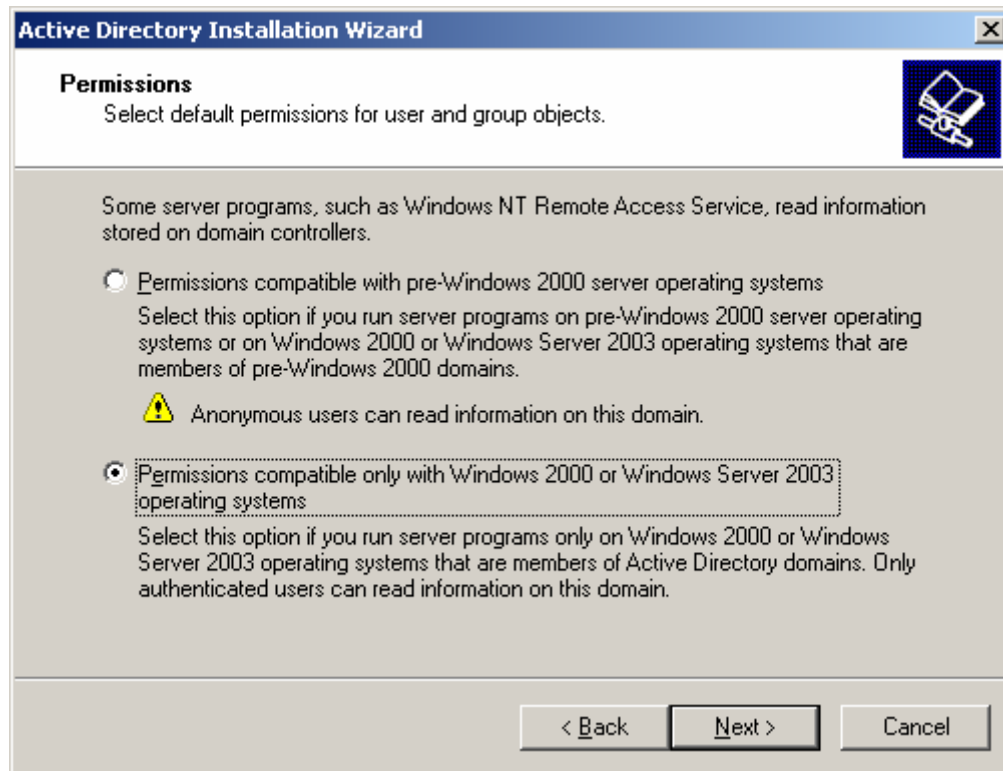 Active Directory Installation Wizard
Permissions
Select default permissions for user and group objects.
Some server programs, such as Windows NT Remote Access Service, read information
stored on domain controllers.
Permissions compatible with pre-Windows 2000 server operating systems
Select this option if you run server programs on pre-Windows 2000 server operating
systems or on Windows 2000 or Windows Server 2003 operating systems that are
members of pre-Windows 2000 domains.
Anonymous users can read information on this domain.
Permissions compatible only with Windows 2000 or Windows Server 2003
operating systems
Select this option if you run server programs only on Windows 2000 or Windows
Server 2003 operating systems that are members of Active Directory domains. Only
authenticated users can read information on this domain.
< Back Next > Cancel